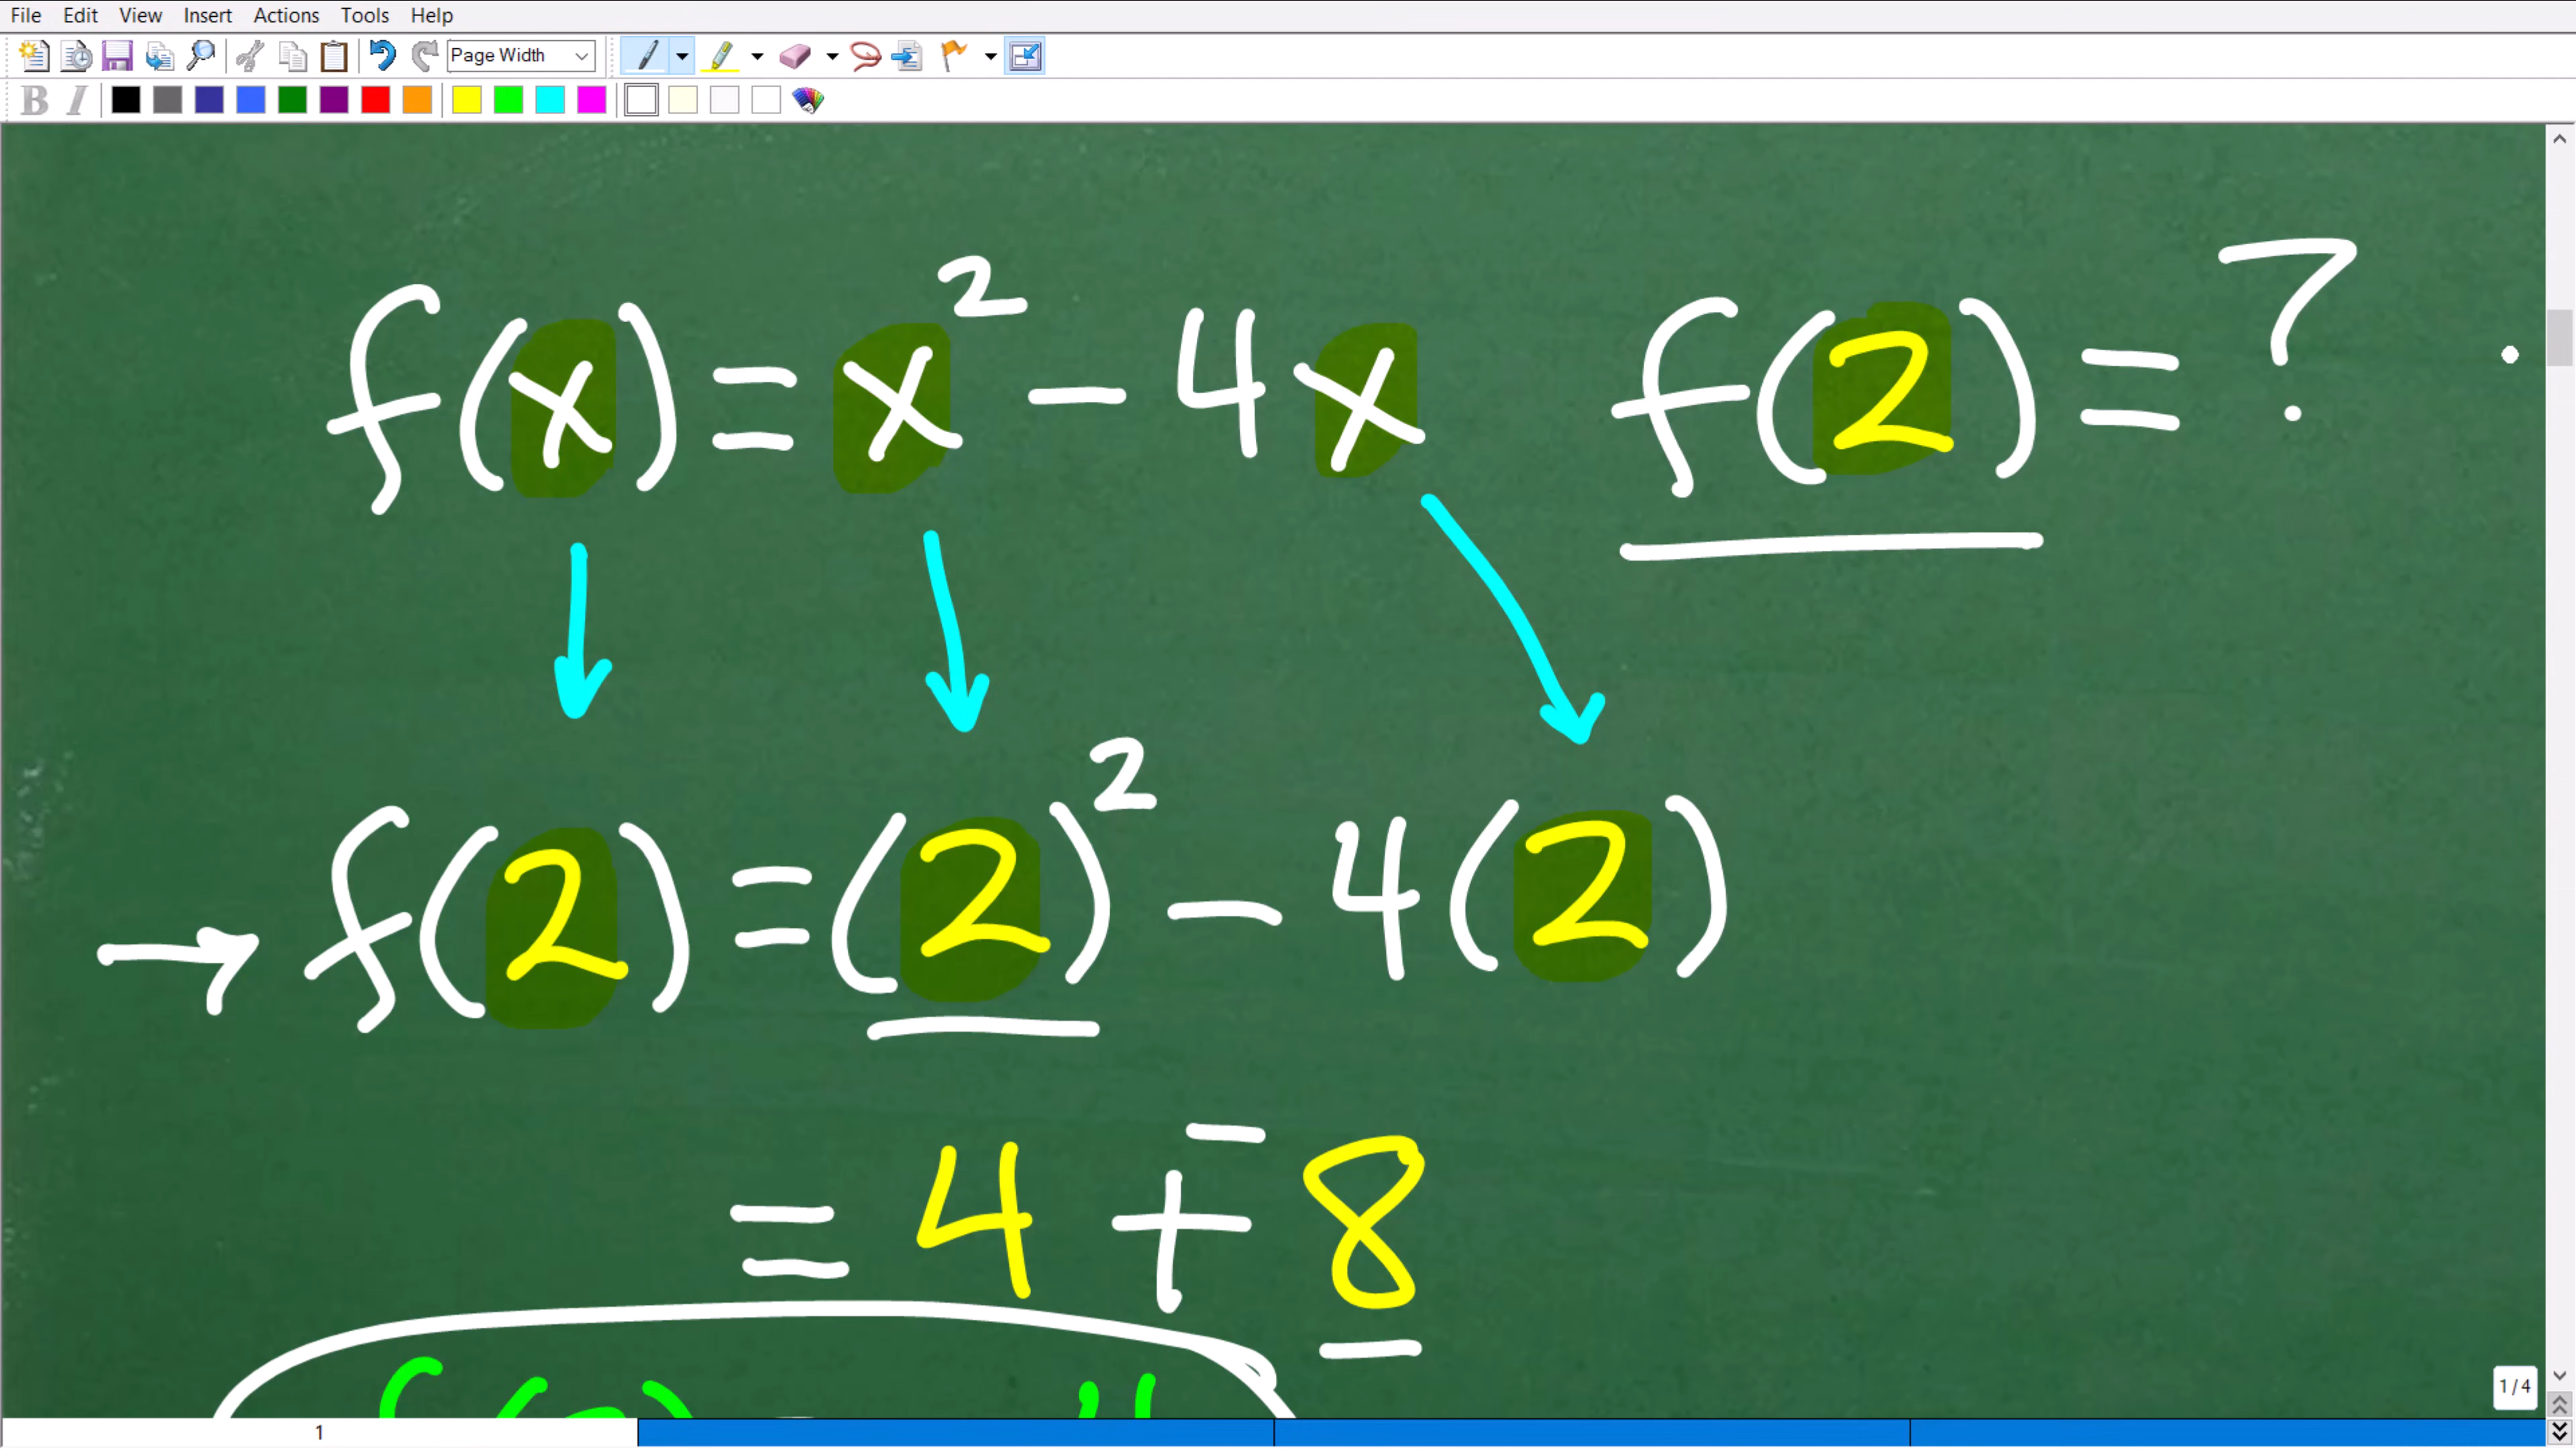 File Edit View Insert Actions Tools Help
Page Width
B I
f(x) = x² - 4x f(2) = ?
→ f(2) = (2)² - 4(2)
= 4 + ⁻8
1 / 4
1